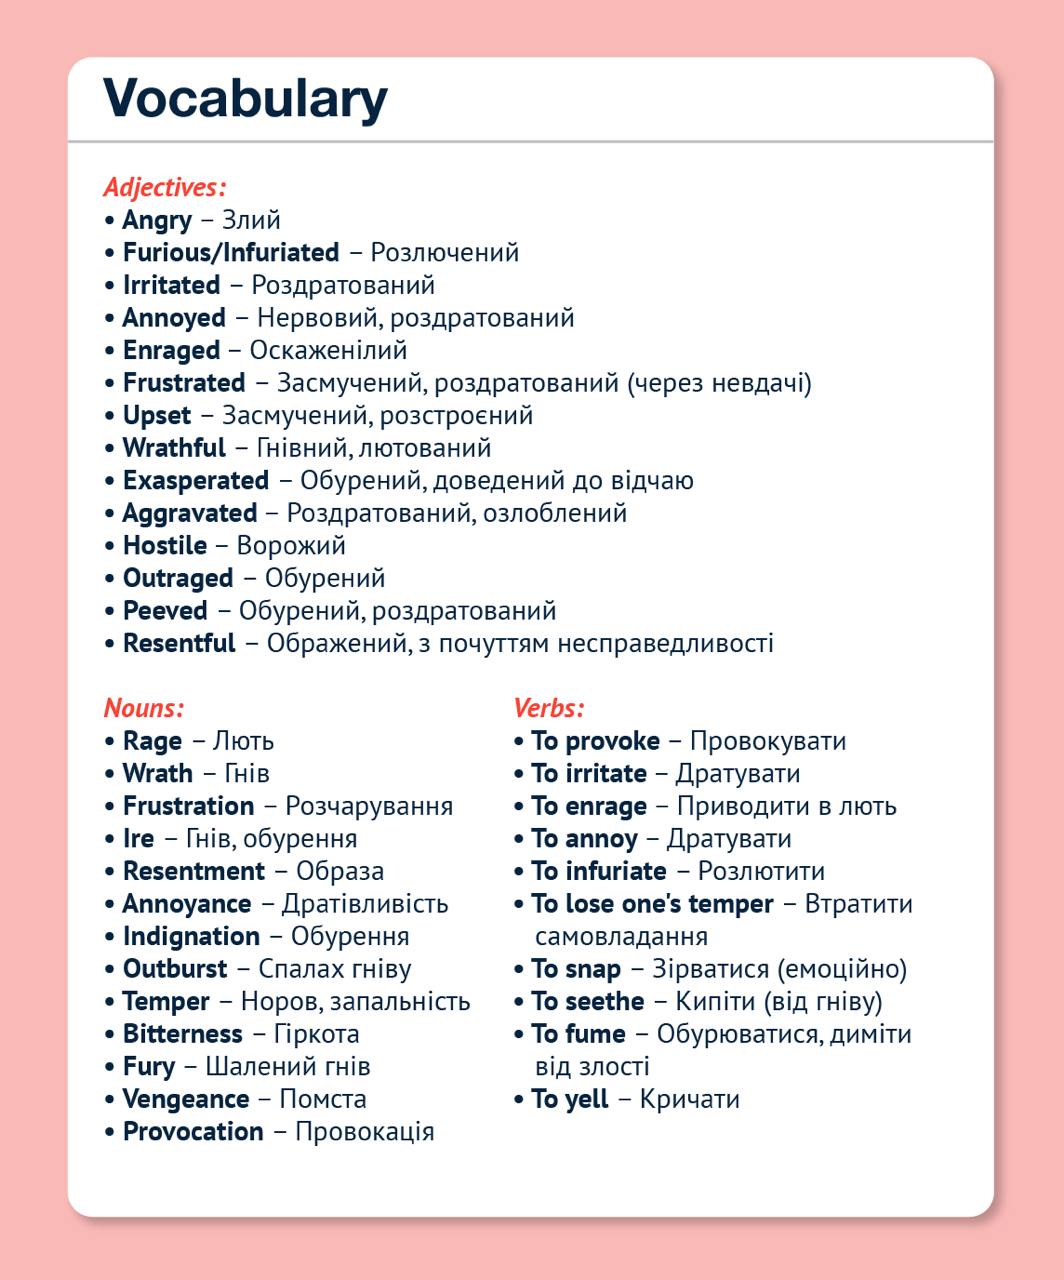 Vocabulary
Adjectives:
• Angry – Злий
• Furious/Infuriated – Розлючений
• Irritated – Роздратований
• Annoyed – Нервовий, роздратований
• Enraged – Оскаженілий
• Frustrated – Засмучений, роздратований (через невдачі)
• Upset – Засмучений, розстроєний
• Wrathful – Гнівний, лютований
• Exasperated – Обурений, доведений до відчаю
• Aggravated – Роздратований, озлоблений
• Hostile – Ворожий
• Outraged – Обурений
• Peeved – Обурений, роздратований
• Resentful – Ображений, з почуттям несправедливості
Nouns:
• Rage – Лють
• Wrath – Гнів
• Frustration – Розчарування
• Ire – Гнів, обурення
• Resentment – Образа
• Annoyance – Дратівливість
• Indignation – Обурення
• Outburst – Спалах гніву
• Temper – Норов, запальність
• Bitterness – Гіркота
• Fury – Шалений гнів
• Vengeance – Помста
• Provocation – Провокація
Verbs:
• To provoke – Провокувати
• To irritate – Дратувати
• To enrage – Приводити в лють
• To annoy – Дратувати
• To infuriate – Розлютити
• To lose one's temper – Втратити
самовладання
• To snap – Зірватися (емоційно)
• To seethe – Кипіти (від гніву)
• To fume – Обурюватися, диміти
від злості
• To yell – Кричати